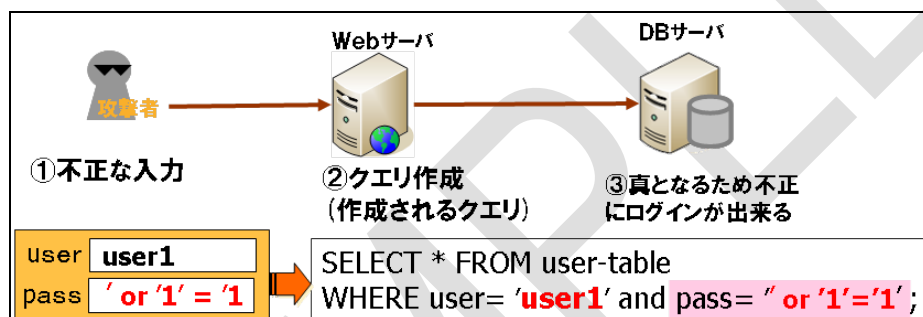 Webサーバ
DBサーバ
攻撃者
①不正な入力
②クエリ作成
(作成されるクエリ)
③真となるため不正
にログインが出来る
user user1
pass ' or '1' = '1
SELECT * FROM user-table
WHERE user= 'user1' and pass= '' or '1'='1' ;